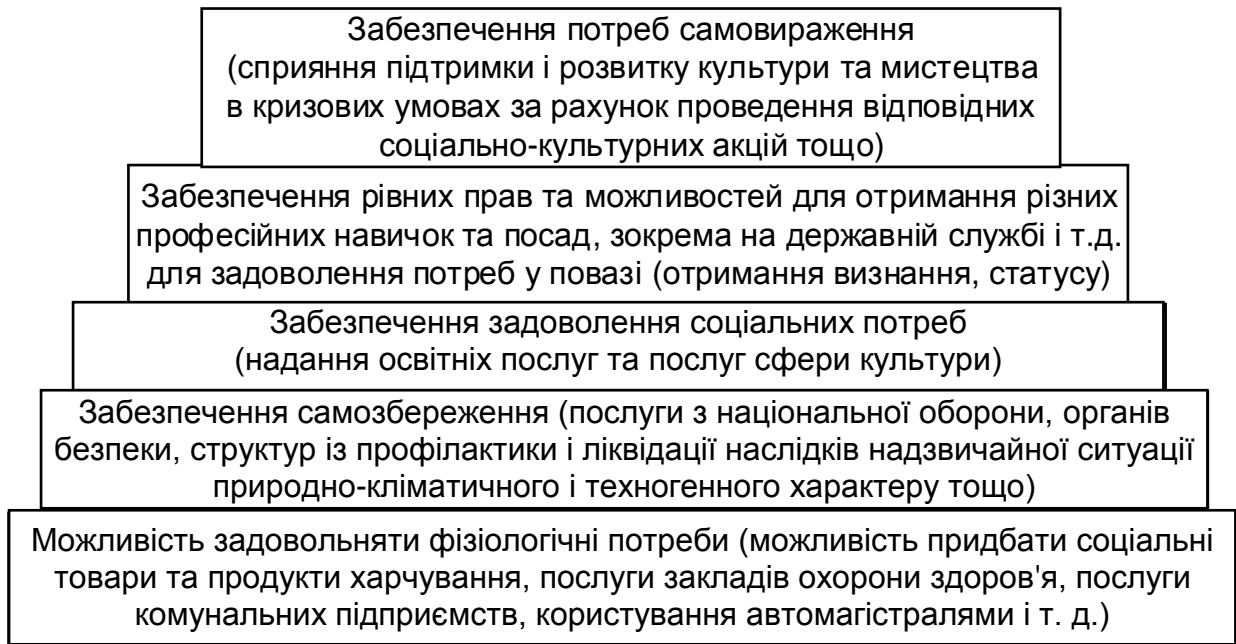 Забезпечення потреб самовираження
(сприяння підтримки і розвитку культури та мистецтва
в кризових умовах за рахунок проведення відповідних
соціально-культурних акцій тощо)
Забезпечення рівних прав та можливостей для отримання різних
професійних навичок та посад, зокрема на державній службі і т.д.
для задоволення потреб у повазі (отримання визнання, статусу)
Забезпечення задоволення соціальних потреб
(надання освітніх послуг та послуг сфери культури)
Забезпечення самозбереження (послуги з національної оборони, органів
безпеки, структур із профілактики і ліквідації наслідків надзвичайної ситуації
природно-кліматичного і техногенного характеру тощо)
Можливість задовольняти фізіологічні потреби (можливість придбати соціальні
товари та продукти харчування, послуги закладів охорони здоров'я, послуги
комунальних підприємств, користування автомагістралями і т. д.)